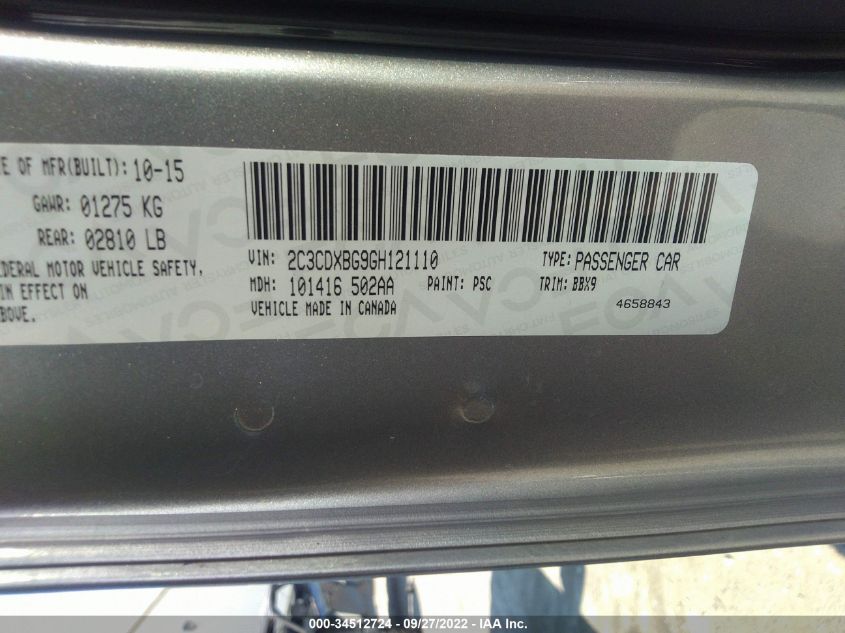 E OF MFR(BUILT): 10-15
GAWR: 01275 KG
REAR: 02810 LB
EDERAL MOTOR VEHICLE SAFETY,
IN EFFECT ON
BOVE.
VIN: 2C3CDXBG9GH121110
TYPE: PASSENGER CAR
MDH: 101416 502AA
PAINT: PSC
TRIM: BBX9
VEHICLE MADE IN CANADA
4658843
000-34512724 - 09/27/2022 - IAA Inc.